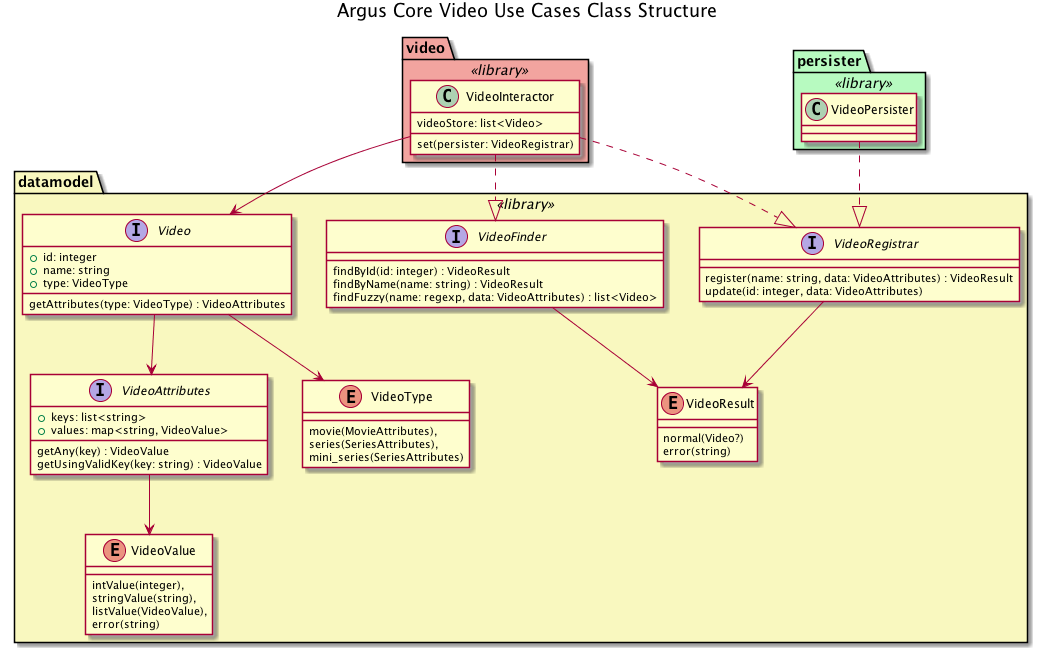 Argus Core Video Use Cases Class Structure
video
«library»
C VideoInteractor
videoStore: list<Video>
set(persister: VideoRegistrar)
persister
«library»
C VideoPersister
datamodel
«library»
I Video
id: integer
name: string
type: VideoType
getAttributes(type: VideoType) : VideoAttributes
I VideoFinder
findById(id: integer) : VideoResult
findByName(name: string) : VideoResult
findFuzzy(name: regexp, data: VideoAttributes) : list<Video>
I VideoRegistrar
register(name: string, data: VideoAttributes) : VideoResult
update(id: integer, data: VideoAttributes)
I VideoAttributes
keys: list<string>
values: map<string, VideoValue>
getAny(key) : VideoValue
getUsingValidKey(key: string) : VideoValue
E VideoType
movie(MovieAttributes),
series(SeriesAttributes),
mini_series(SeriesAttributes)
E VideoResult
normal(Video?)
error(string)
E VideoValue
intValue(integer),
stringValue(string),
listValue(VideoValue),
error(string)